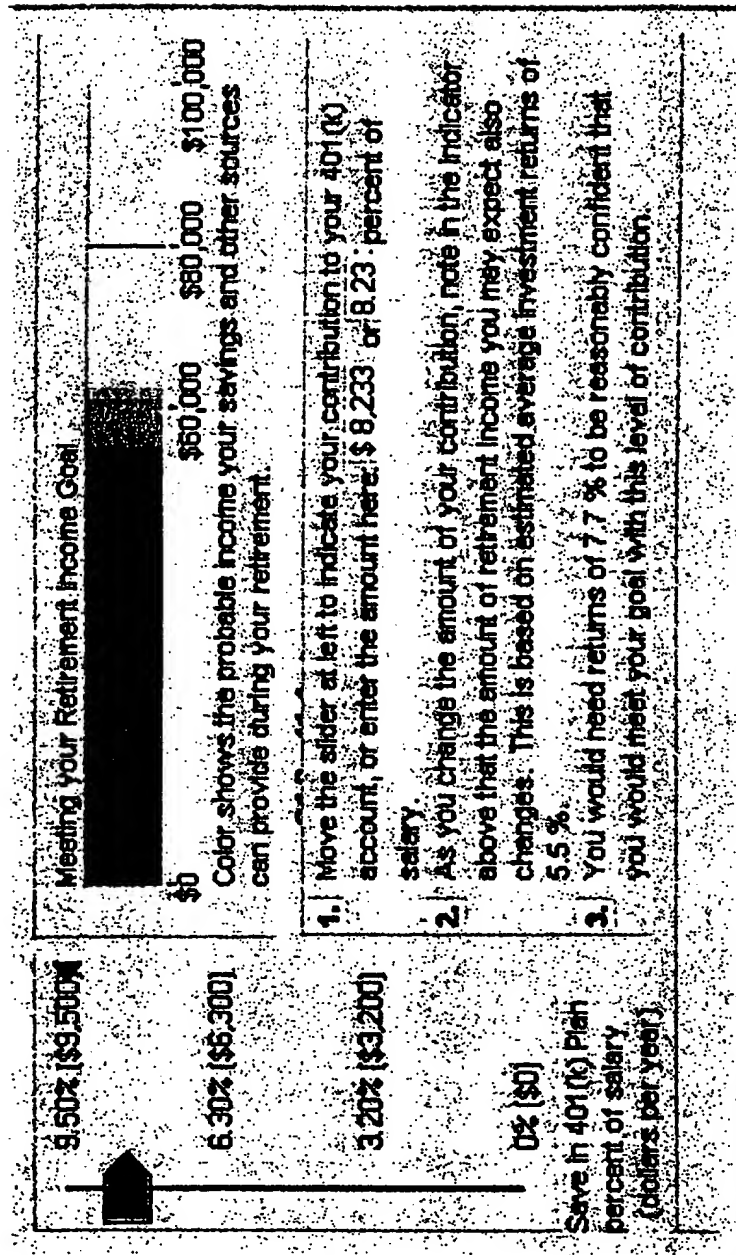 9.50% [$9,500]
6.30% [$6,300]
3.20% [$3,200]
0% [$0]
Save in 401(k) Plan
percent of salary
(dollars per year)
Meeting your Retirement Income Goal
$0 $60,000 $80,000 $100,000
Color shows the probable income your savings and other sources
can provide during your retirement.
1. Move the slider at left to indicate your contribution to your 401(k)
account, or enter the amount here: $ 8,233 or 8.23 percent of
salary.
2. As you change the amount of your contribution, note in the indicator
above that the amount of retirement income you may expect also
changes. This is based on estimated average investment returns of
5.5 %.
3. You would need returns of 7.7 % to be reasonably confident that
you would meet your goal with this level of contribution.